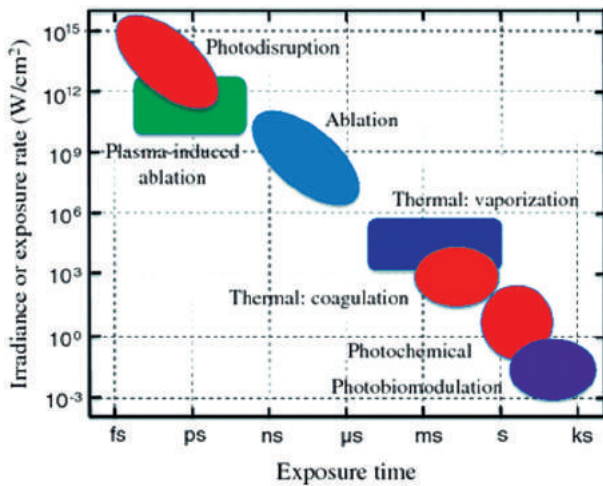 Irradiance or exposure rate (W/cm²)
10¹⁵
10¹²
10⁹
10⁶
10³
10⁰
10⁻³
Photodisruption
Plasma-induced
ablation
Ablation
Thermal: vaporization
Thermal: coagulation
Photochemical
Photobiomodulation
fs ps ns µs ms s ks
Exposure time